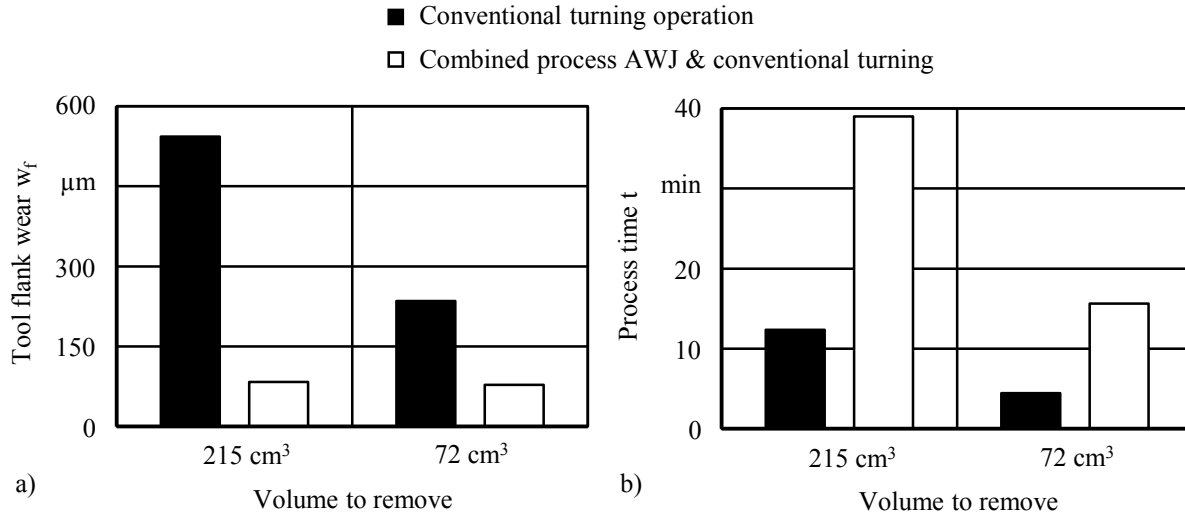 Conventional turning operation
Combined process AWJ & conventional turning
Tool flank wear w_f
600
µm
300
150
0
215 cm³
72 cm³
Volume to remove
a)
Process time t
40
min
20
10
0
215 cm³
72 cm³
Volume to remove
b)